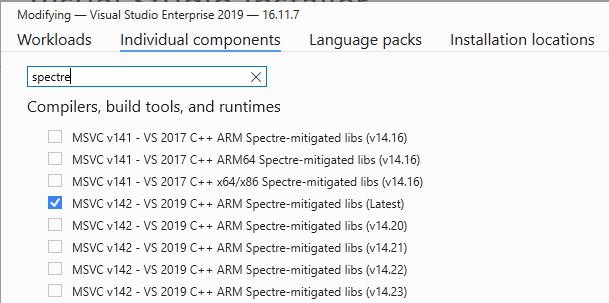 Modifying — Visual Studio Enterprise 2019 — 16.11.7
Workloads Individual components Language packs Installation locations
spectre
Compilers, build tools, and runtimes
MSVC v141 - VS 2017 C++ ARM Spectre-mitigated libs (v14.16)
MSVC v141 - VS 2017 C++ ARM64 Spectre-mitigated libs (v14.16)
MSVC v141 - VS 2017 C++ x64/x86 Spectre-mitigated libs (v14.16)
MSVC v142 - VS 2019 C++ ARM Spectre-mitigated libs (Latest)
MSVC v142 - VS 2019 C++ ARM Spectre-mitigated libs (v14.20)
MSVC v142 - VS 2019 C++ ARM Spectre-mitigated libs (v14.21)
MSVC v142 - VS 2019 C++ ARM Spectre-mitigated libs (v14.22)
MSVC v142 - VS 2019 C++ ARM Spectre-mitigated libs (v14.23)